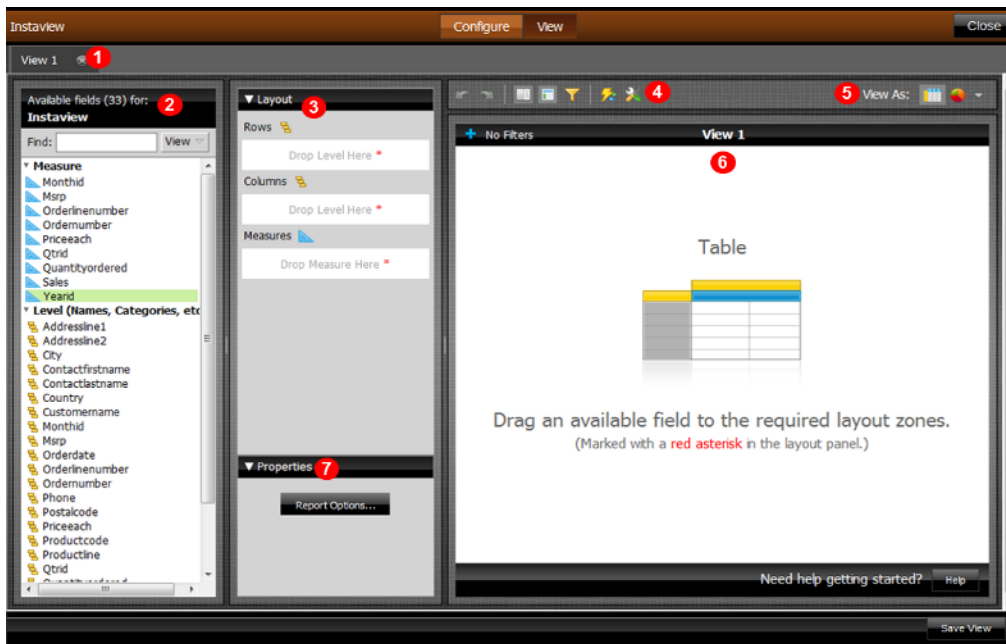 Instaview
Configure View
Close
View 1
1
Available fields (33) for:
Instaview
2
Find:
View
Measure
Monthid
Msrp
Orderlinenumber
Ordernumber
Priceeach
Qtrid
Quantityordered
Sales
Yearid
Level (Names, Categories, etc
Addressline1
Addressline2
City
Contactfirstname
Contactlastname
Country
Customername
Monthid
Msrp
Orderdate
Orderlinenumber
Ordernumber
Phone
Postalcode
Priceeach
Productcode
Productline
Qtrid
Quantityordered
Layout
3
Rows
Drop Level Here *
Columns
Drop Level Here *
Measures
Drop Measure Here *
Properties
7
Report Options...
4
5
View As:
No Filters
View 1
6
Table
Drag an available field to the required layout zones.
(Marked with a red asterisk in the layout panel.)
Need help getting started?
Help
Save View